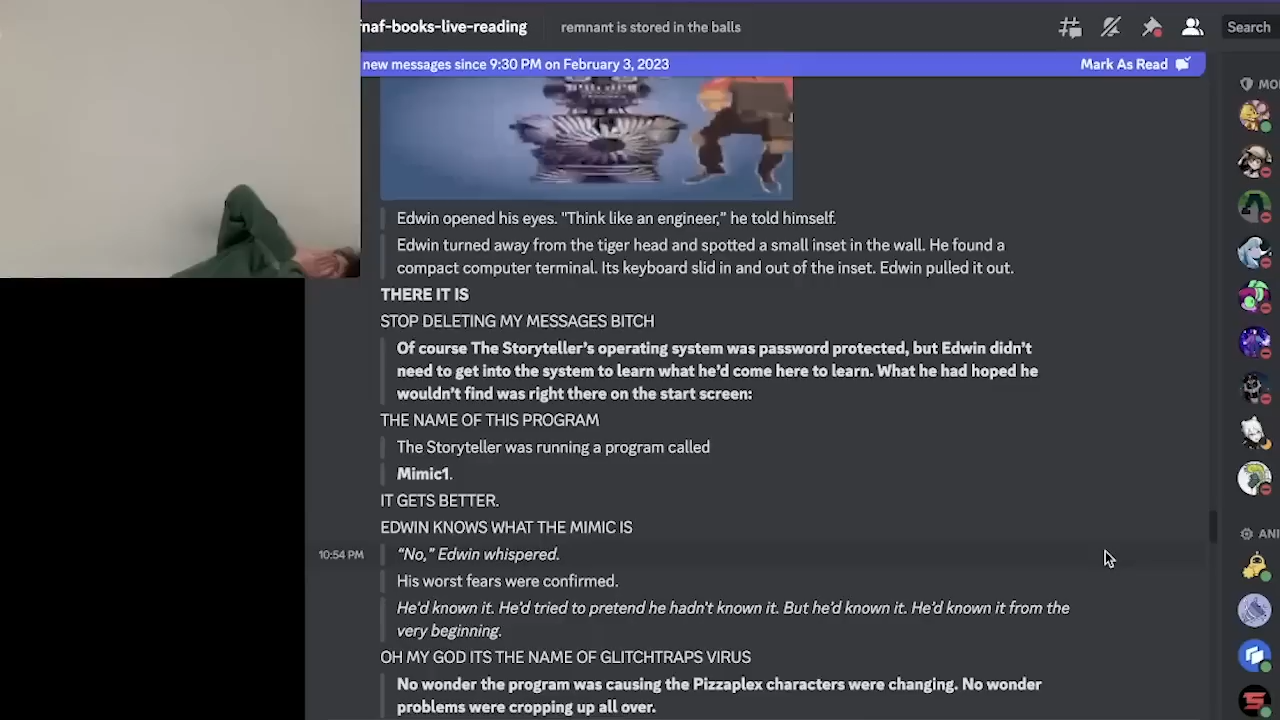 fnaf-books-live-reading
remnant is stored in the balls
Search
new messages since 9:30 PM on February 3, 2023
Mark As Read
MO
Edwin opened his eyes. "Think like an engineer,” he told himself.
Edwin turned away from the tiger head and spotted a small inset in the wall. He found a
compact computer terminal. Its keyboard slid in and out of the inset. Edwin pulled it out.
THERE IT IS
STOP DELETING MY MESSAGES BITCH
Of course The Storyteller’s operating system was password protected, but Edwin didn’t
need to get into the system to learn what he’d come here to learn. What he had hoped he
wouldn’t find was right there on the start screen:
THE NAME OF THIS PROGRAM
The Storyteller was running a program called
Mimic1.
IT GETS BETTER.
EDWIN KNOWS WHAT THE MIMIC IS
ANI
10:54 PM
“No,” Edwin whispered.
His worst fears were confirmed.
He’d known it. He’d tried to pretend he hadn’t known it. But he’d known it. He’d known it from the
very beginning.
OH MY GOD ITS THE NAME OF GLITCHTRAPS VIRUS
No wonder the program was causing the Pizzaplex characters were changing. No wonder
problems were cropping up all over.